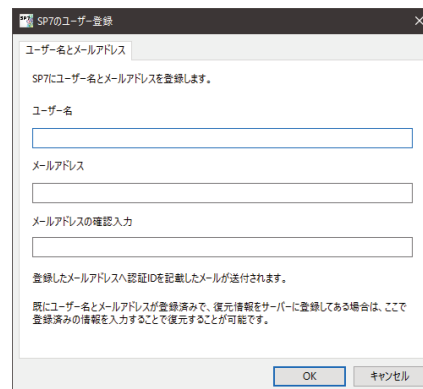 SP7 SP7のユーザー登録
ユーザー名とメールアドレス
SP7にユーザー名とメールアドレスを登録します。
ユーザー名
メールアドレス
メールアドレスの確認入力
登録したメールアドレスへ認証IDを記載したメールが送付されます。
既にユーザー名とメールアドレスが登録済みで、復元情報をサーバーに登録してある場合は、ここで
登録済みの情報を入力することで復元することが可能です。
OK キャンセル